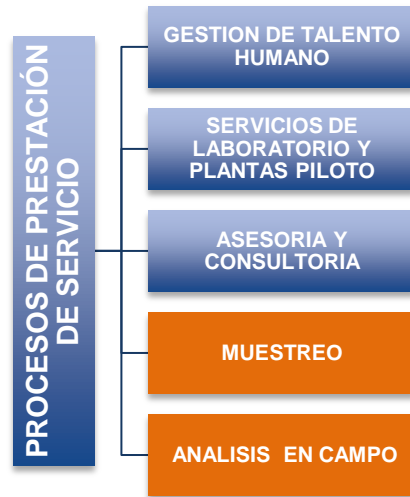 PROCESOS DE PRESTACIÓN
DE SERVICIO
GESTION DE TALENTO
HUMANO
SERVICIOS DE
LABORATORIO Y
PLANTAS PILOTO
ASESORIA Y
CONSULTORIA
MUESTREO
ANALISIS EN CAMPO